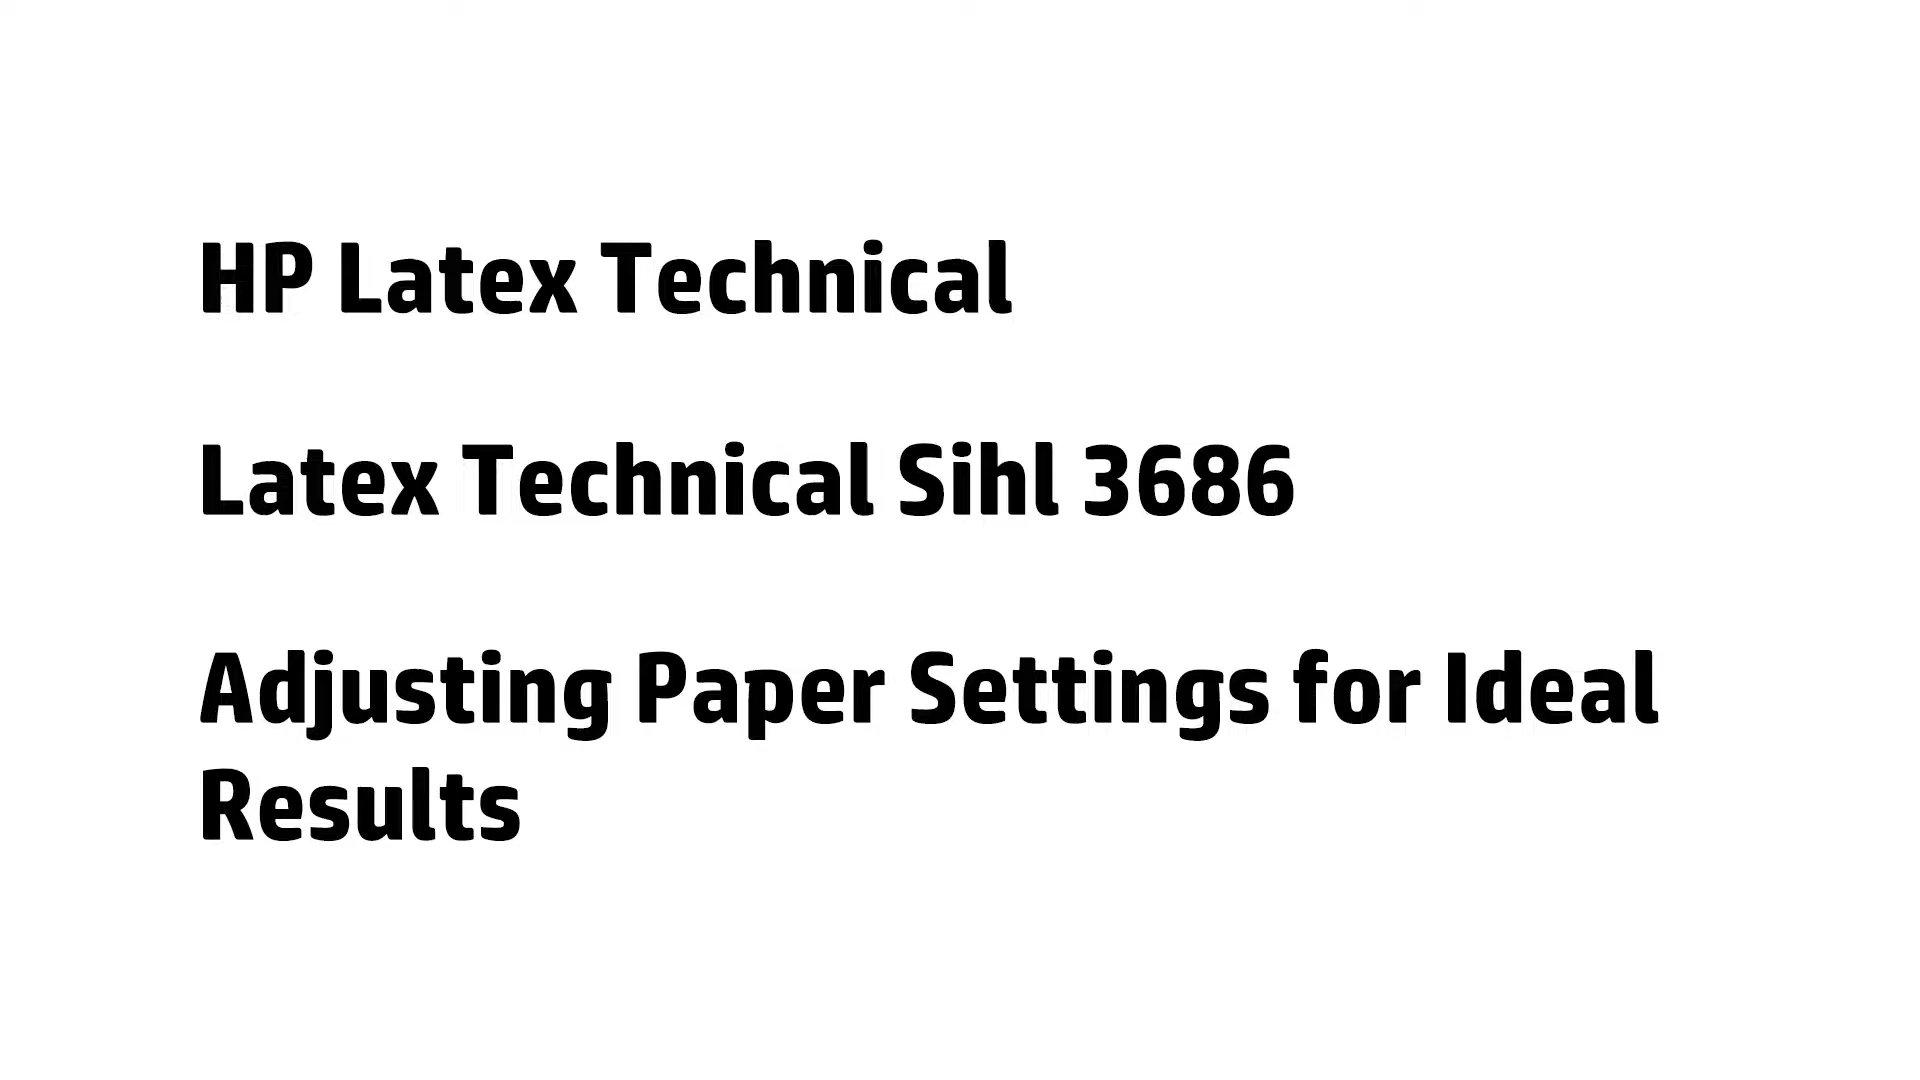 HP Latex Technical
Latex Technical Sihl 3686
Adjusting Paper Settings for Ideal
Results